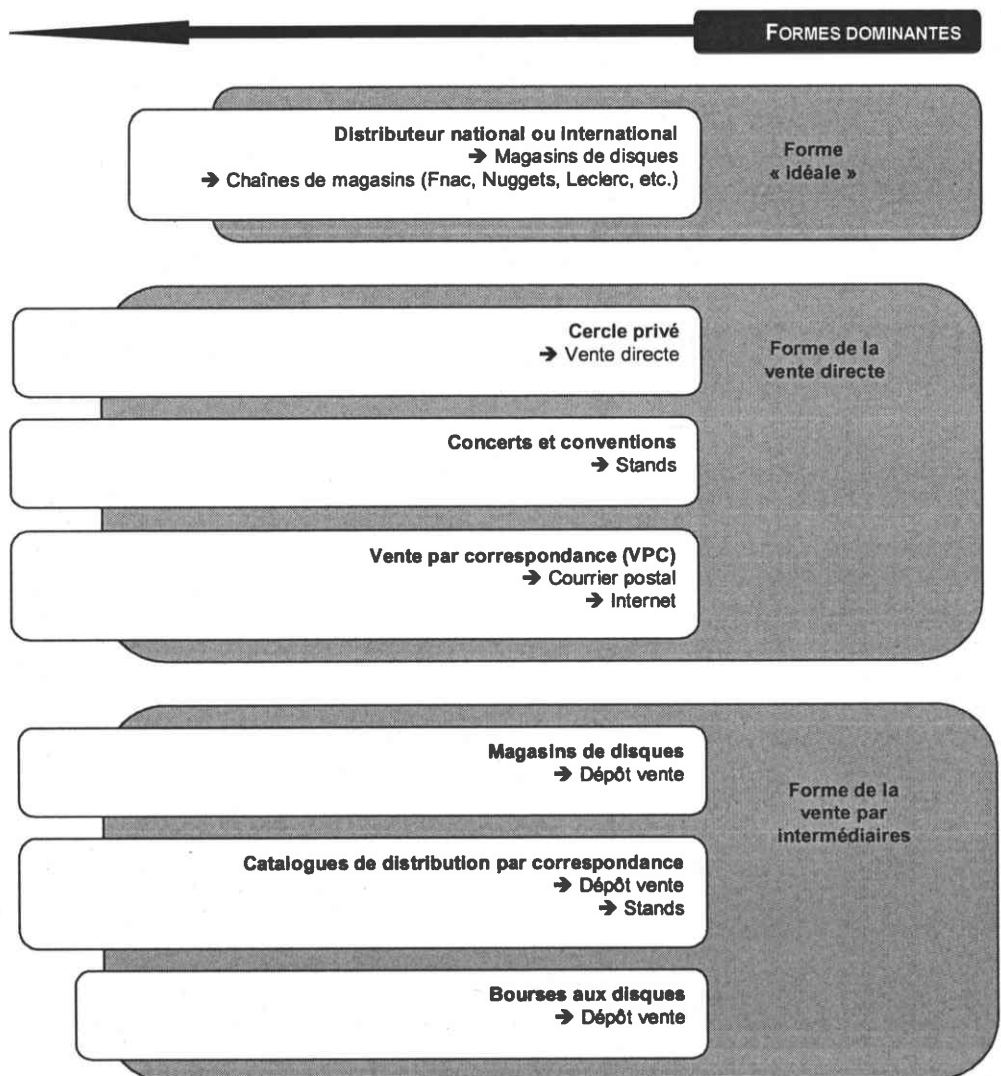 FORMES DOMINANTES
Distributeur national ou international
➔ Magasins de disques
➔ Chaînes de magasins (Fnac, Nuggets, Leclerc, etc.)
Forme
« idéale »
Cercle privé
➔ Vente directe
Forme de la
vente directe
Concerts et conventions
➔ Stands
Vente par correspondance (VPC)
➔ Courrier postal
➔ Internet
Magasins de disques
➔ Dépôt vente
Forme de la
vente par
intermédiaires
Catalogues de distribution par correspondance
➔ Dépôt vente
➔ Stands
Bourses aux disques
➔ Dépôt vente